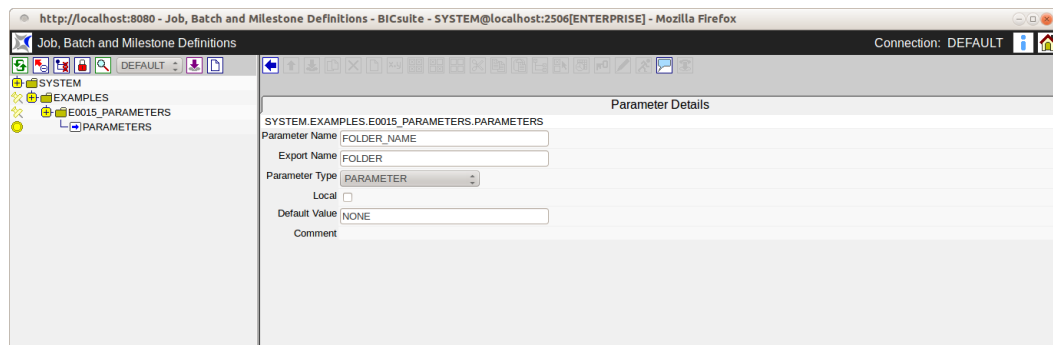 http://localhost:8080 - Job, Batch and Milestone Definitions - BICsuite - SYSTEM@localhost:2506[ENTERPRISE] - Mozilla Firefox
Job, Batch and Milestone Definitions
Connection: DEFAULT
DEFAULT
SYSTEM
EXAMPLES
E0015_PARAMETERS
PARAMETERS
Parameter Details
SYSTEM.EXAMPLES.E0015_PARAMETERS.PARAMETERS
Parameter Name FOLDER_NAME
Export Name FOLDER
Parameter Type PARAMETER
Local
Default Value NONE
Comment